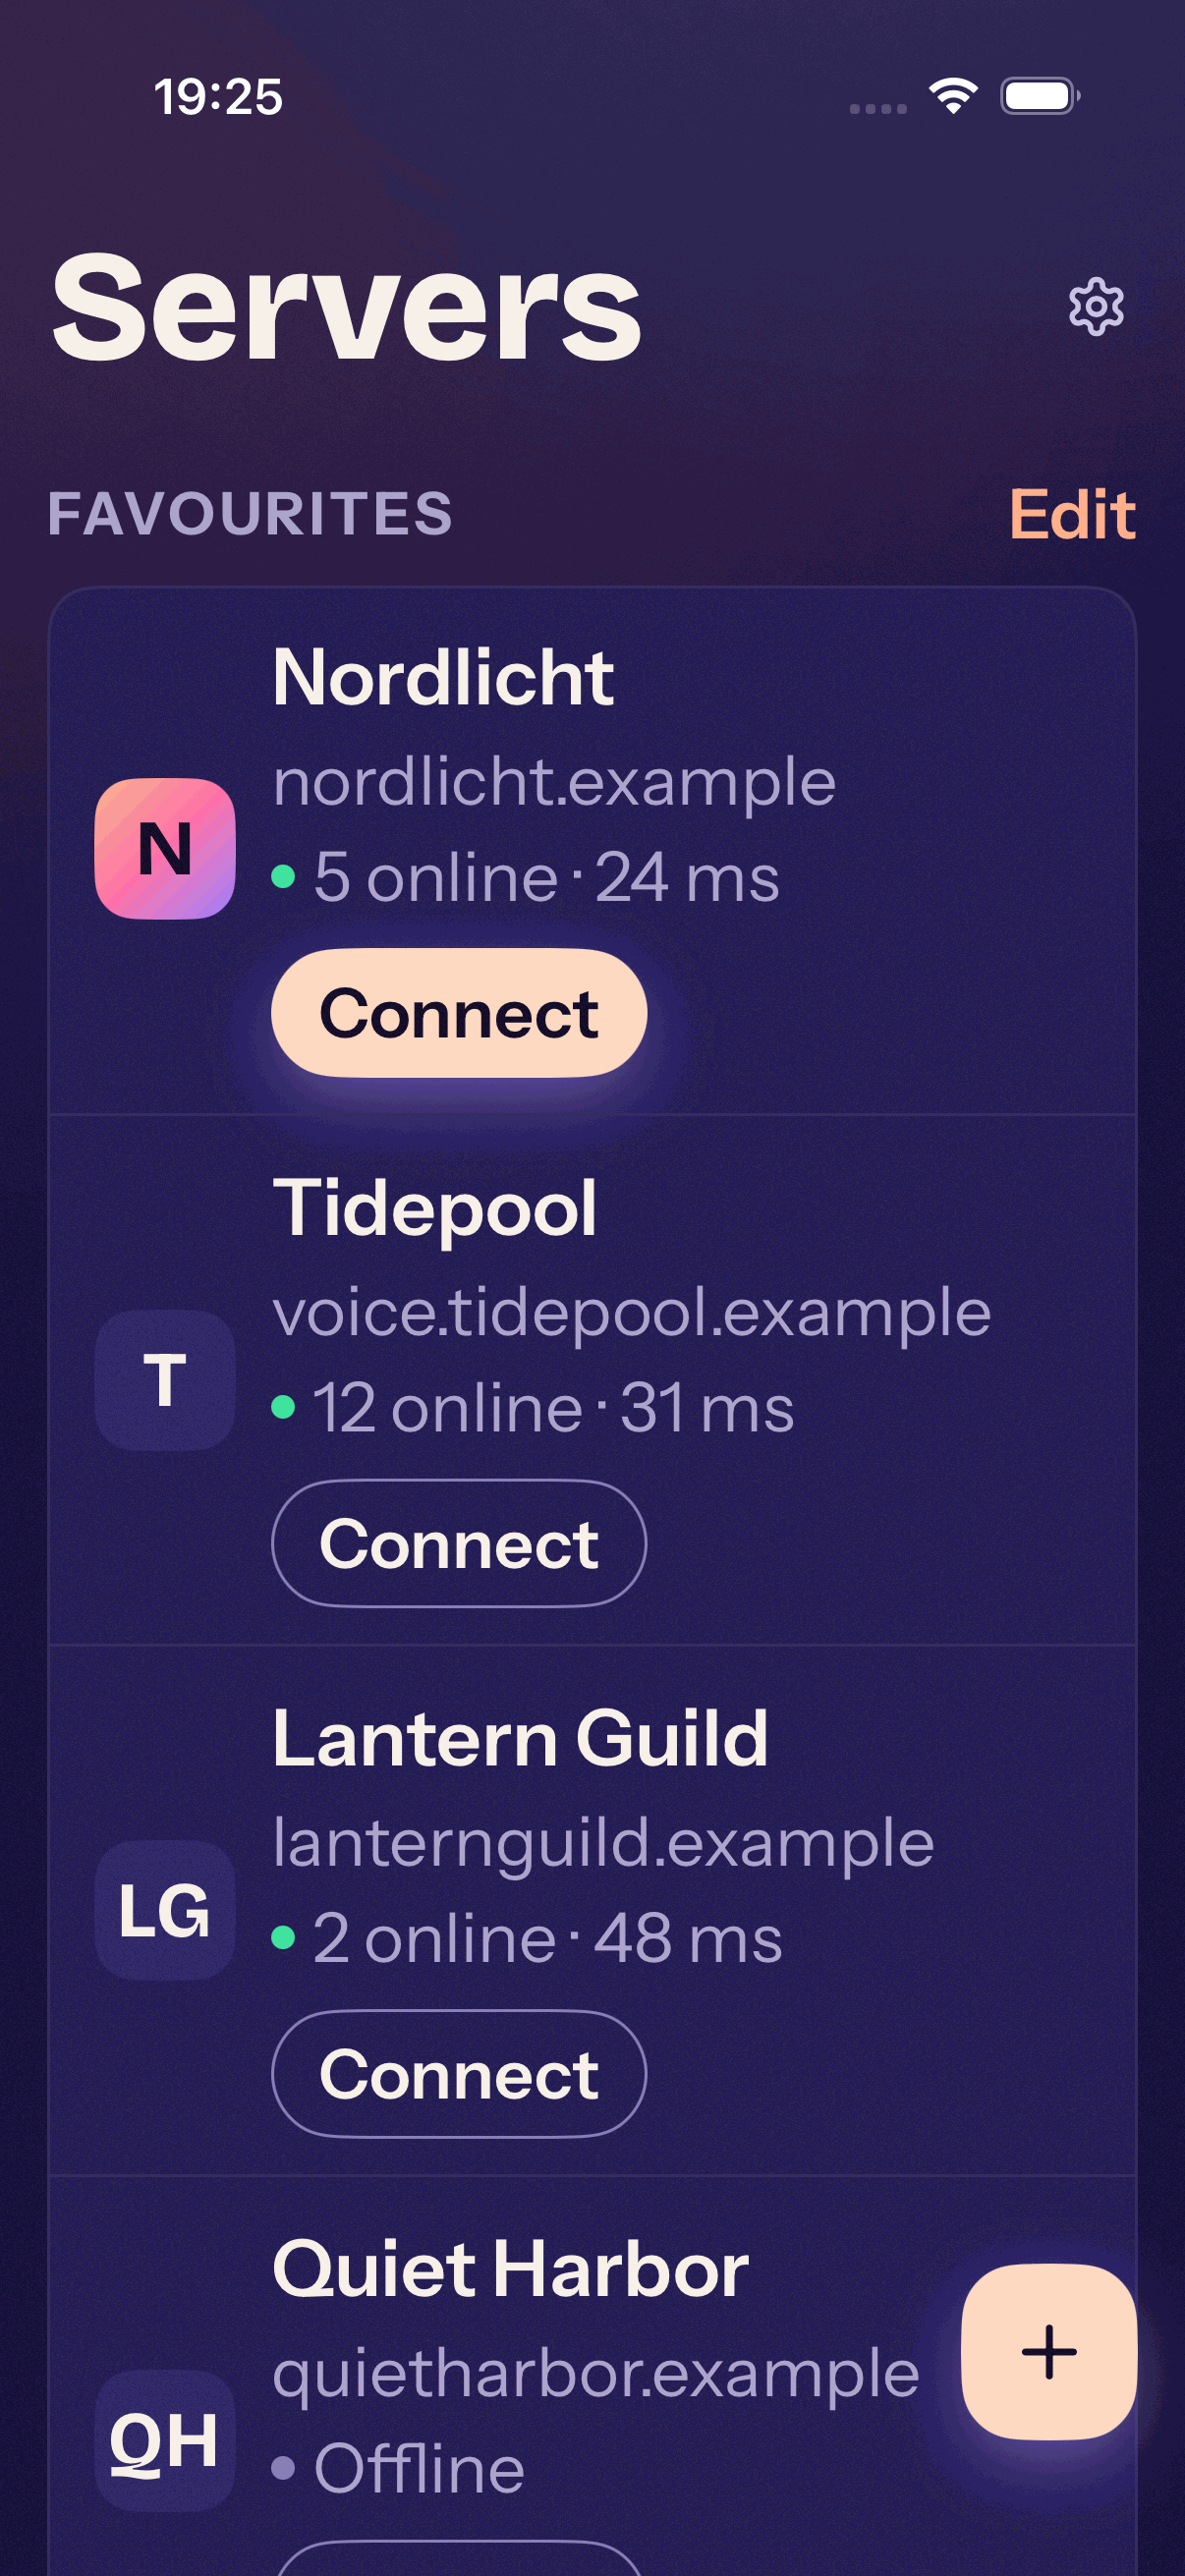 19:25
Servers
FAVOURITES
Edit
Nordlicht
nordlicht.example
N
5 online · 24 ms
Connect
Tidepool
voice.tidepool.example
T
12 online · 31 ms
Connect
Lantern Guild
lanternguild.example
LG
2 online · 48 ms
Connect
Quiet Harbor
quietharbor.example
QH
Offline